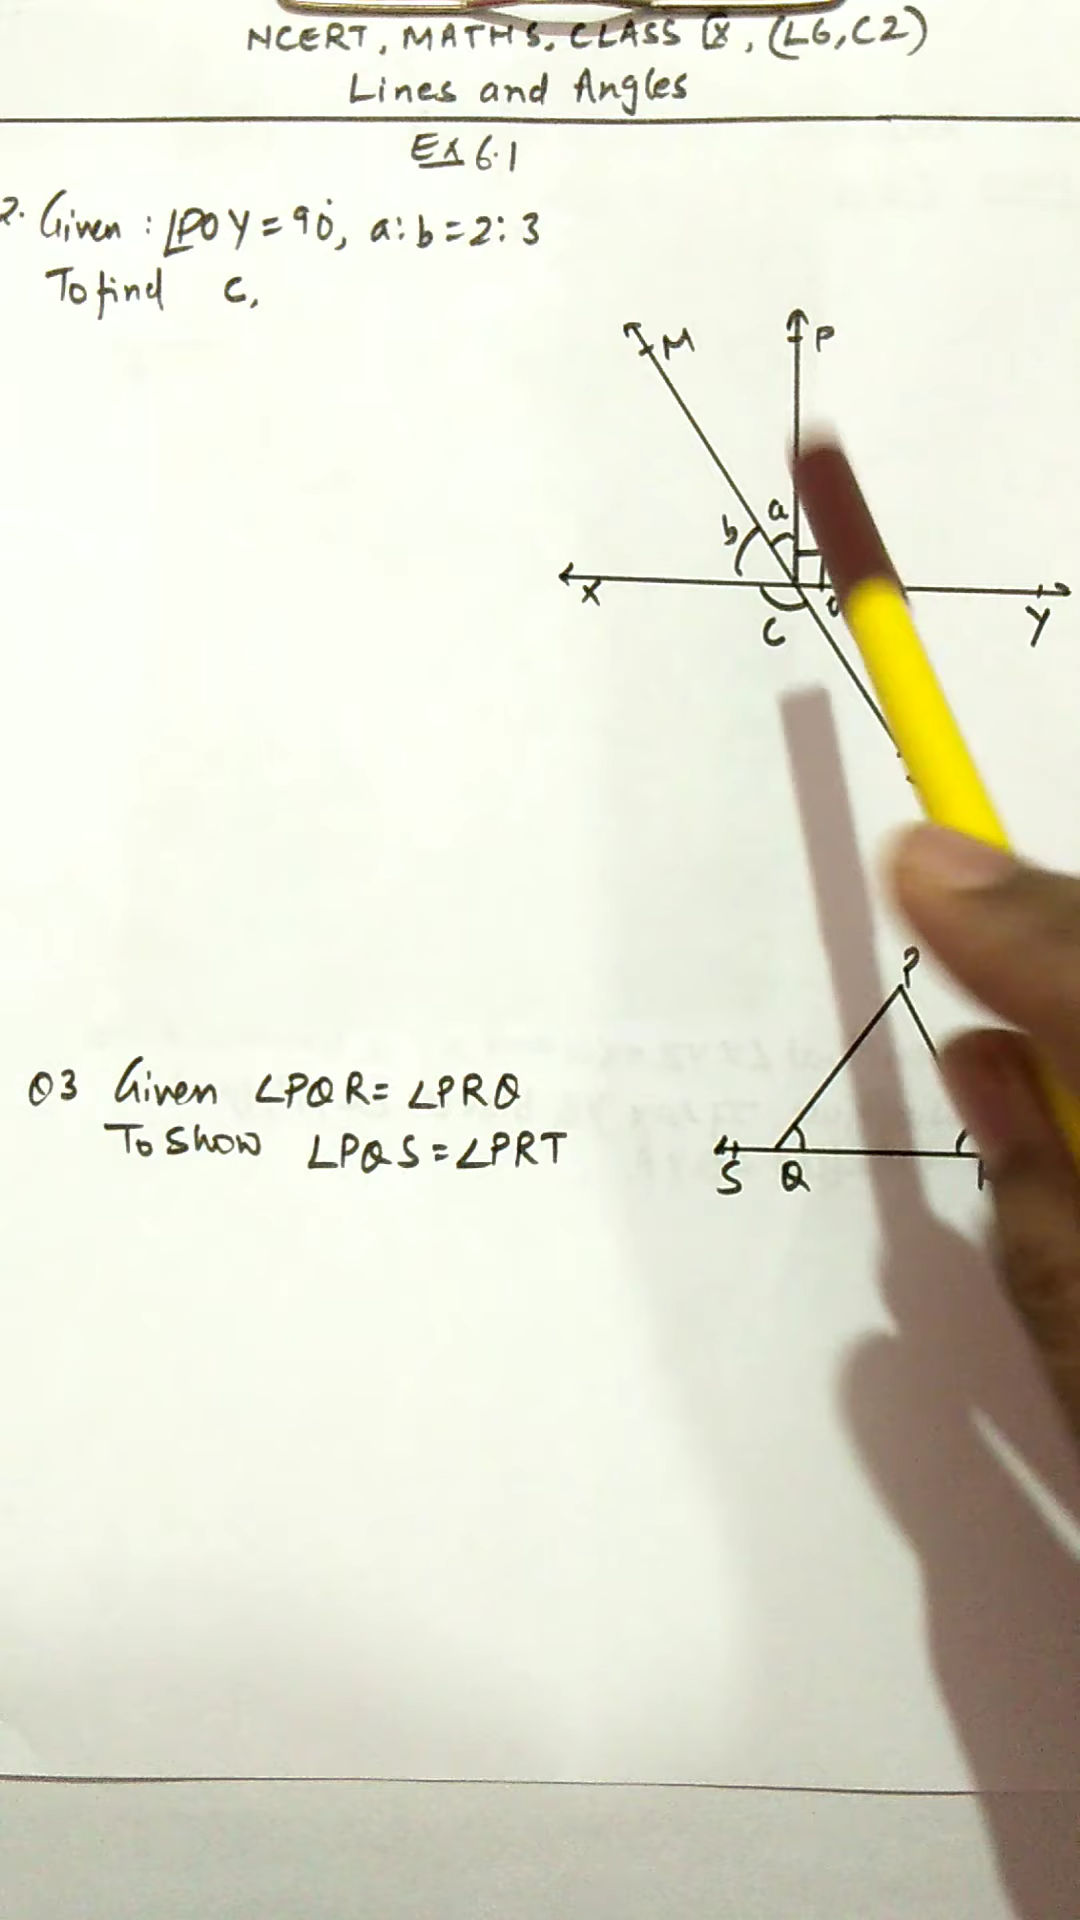 NCERT, MATHS, CLASS IX, (L6, C2)
Lines and Angles
Ex 6.1
2. Given : ∠POY = 90°, a:b = 2:3
To find c,
M
P
a
b
X
O
Y
C
P
Q3 Given ∠PQR = ∠PRQ
To Show ∠PQS = ∠PRT
S Q